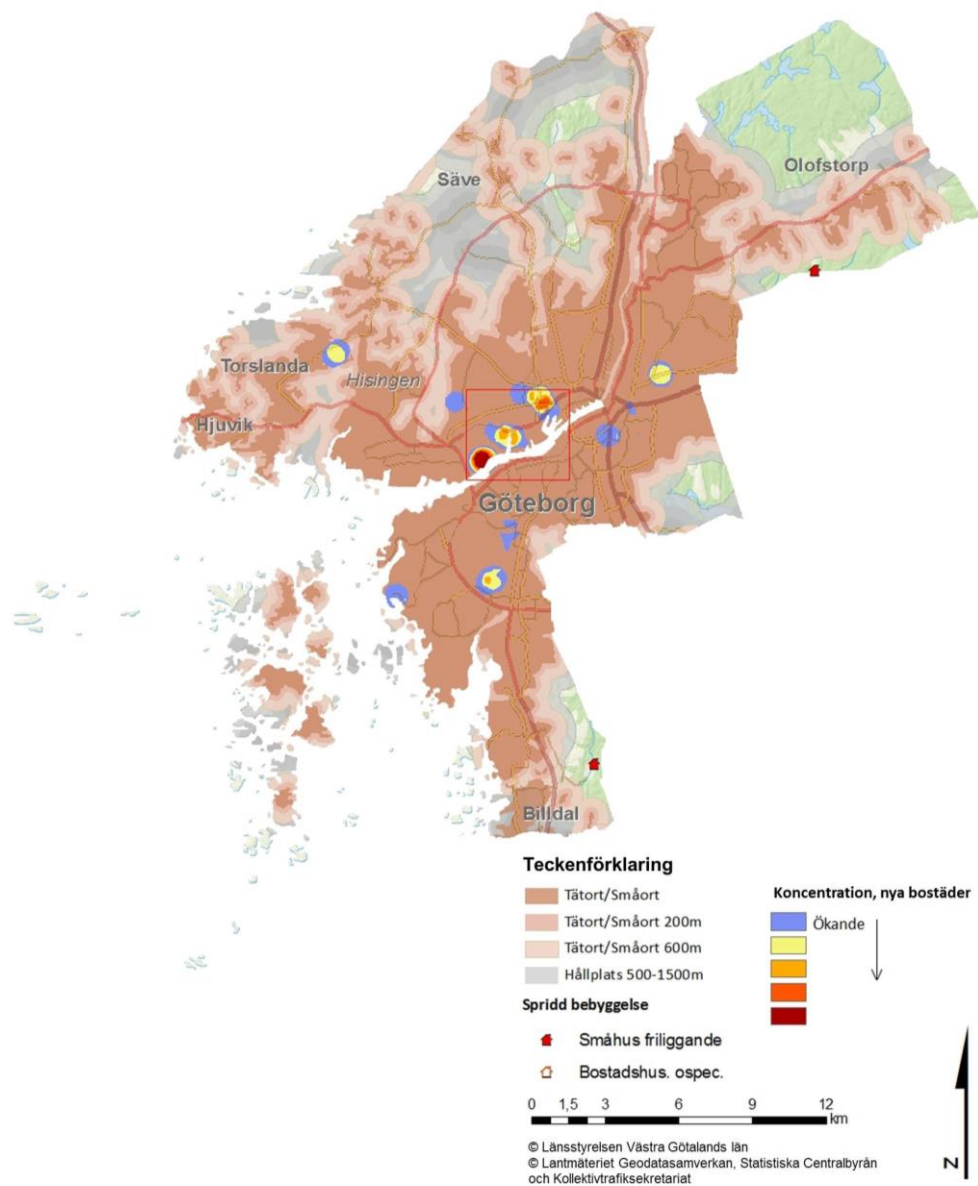 Säve
Olofstorp
Torslanda
Hisingen
Hjuvik
Göteborg
Billdal
Teckenförklaring
Tätort/Småort
Tätort/Småort 200m
Tätort/Småort 600m
Hållplats 500-1500m
Spridd bebyggelse
Småhus friliggande
Bostadshus. ospec.
Koncentration, nya bostäder
Ökande
0 1,5 3 6 9 12
km
© Länsstyrelsen Västra Götalands län
© Lantmäteriet Geodatasamverkan, Statistiska Centralbyrån
och Kollektivtrafiksekretariat
N